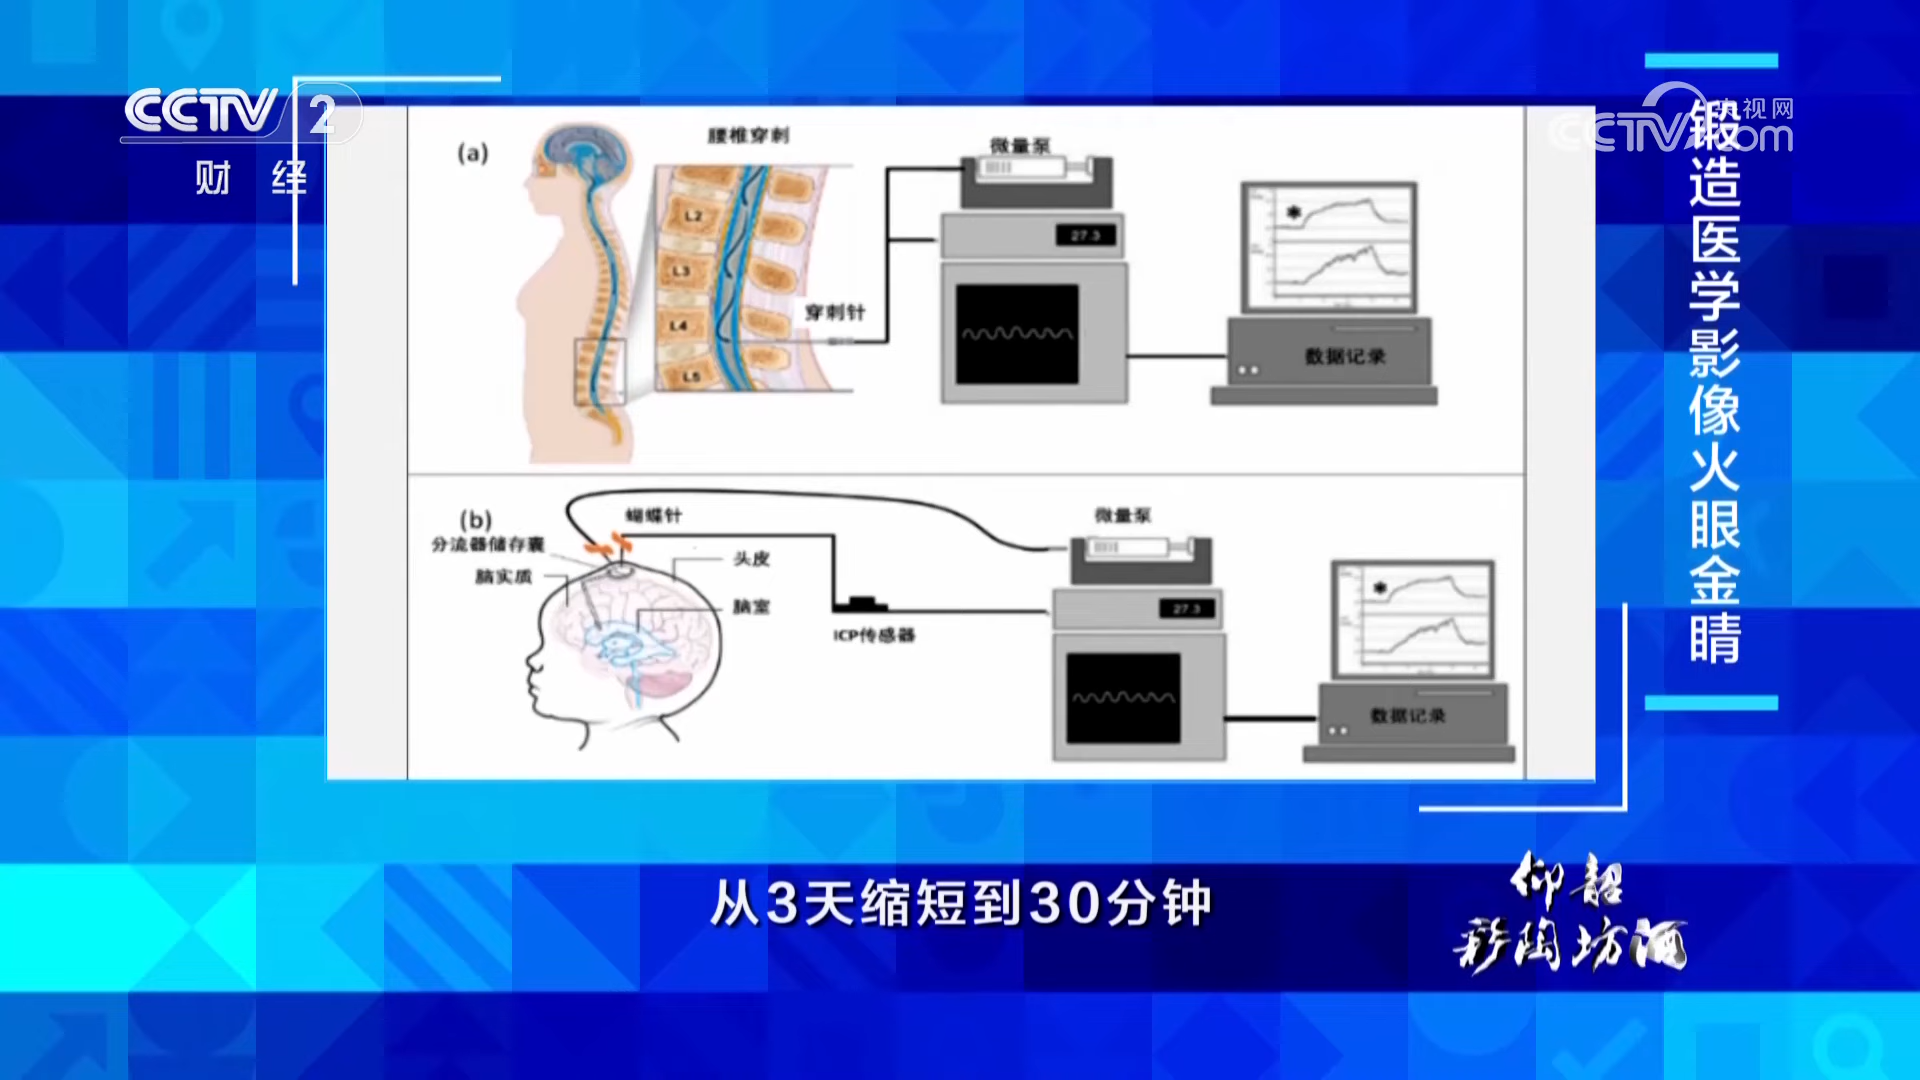 CCTV 2
财 经
央视网
CCTV.com
锻造医学影像火眼金睛
(a)
腰椎穿刺
L2
L3
L4
L5
穿刺针
微量泵
27.3
数据记录
(b)
蝴蝶针
分流器储存囊
脑实质
头皮
脑室
ICP传感器
微量泵
27.3
数据记录
从3天缩短到30分钟
仰韶
彩陶坊酒